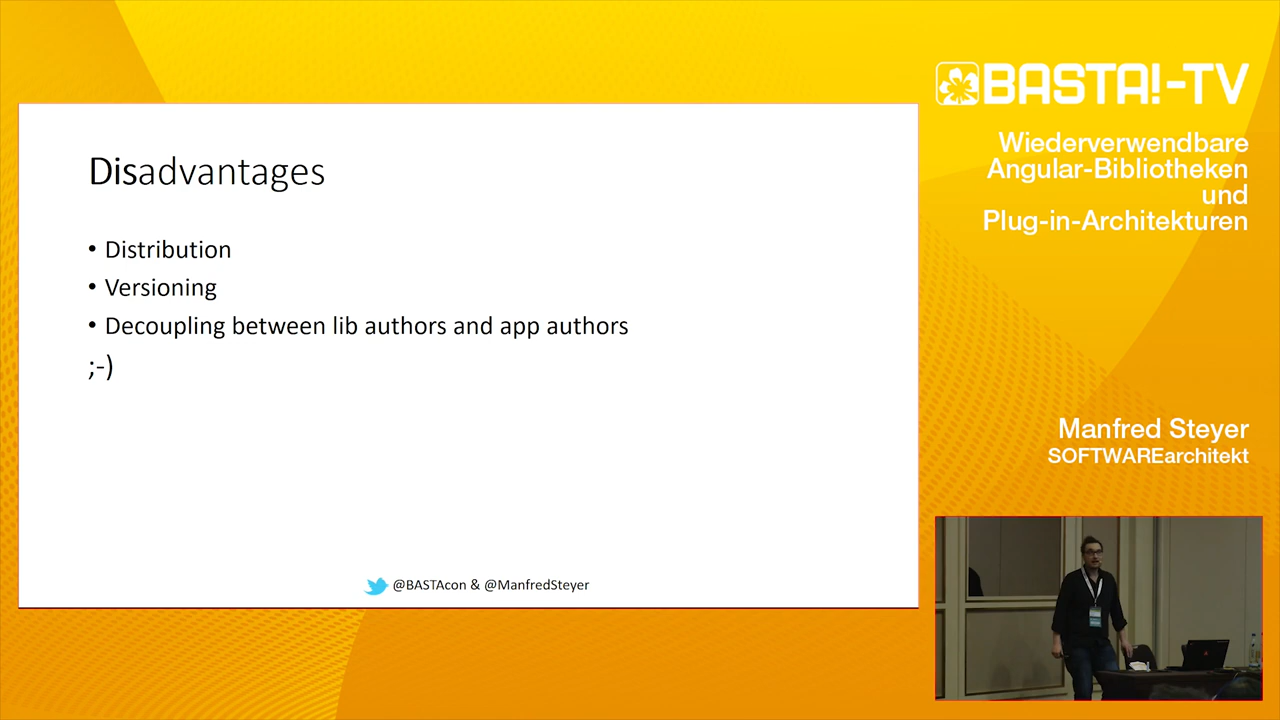 Disadvantages
• Distribution
• Versioning
• Decoupling between lib authors and app authors
;-)
@BASTAcon & @ManfredSteyer
BASTA!-TV
Wiederverwendbare
Angular-Bibliotheken
und
Plug-in-Architekturen
Manfred Steyer
SOFTWAREarchitekt